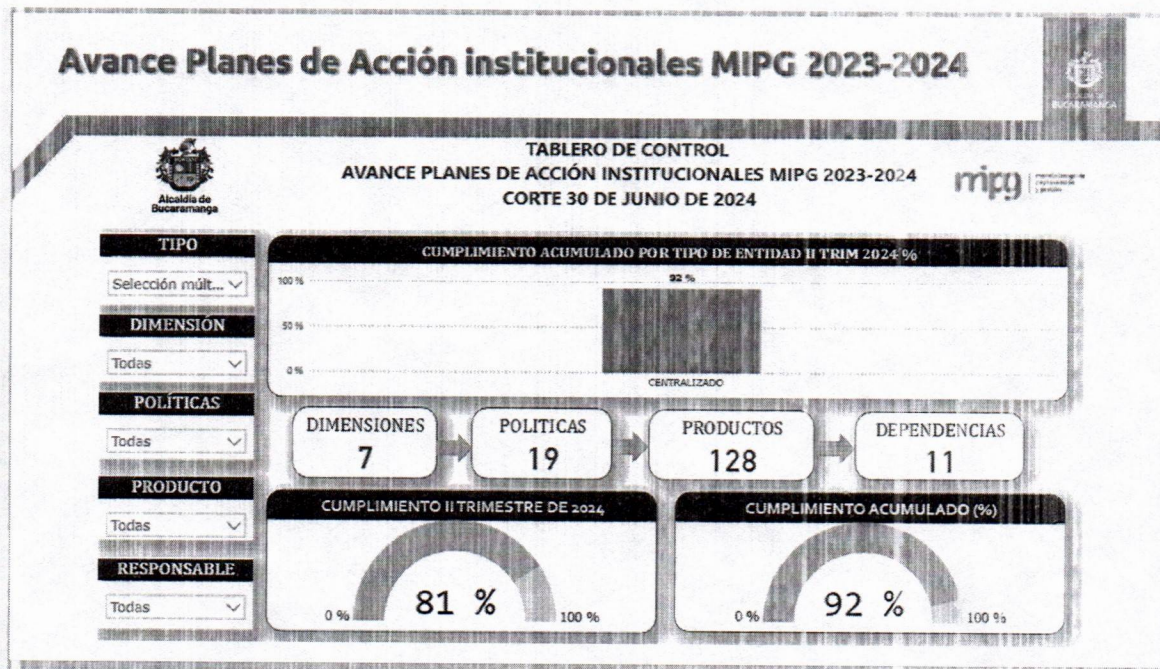 Avance Planes de Acción institucionales MIPG 2023-2024
BUCARAMANGA
Alcaldía de
Bucaramanga
TABLERO DE CONTROL
AVANCE PLANES DE ACCIÓN INSTITUCIONALES MIPG 2023-2024
CORTE 30 DE JUNIO DE 2024
mipg
TIPO
Selección múlt...
DIMENSIÓN
Todas
POLÍTICAS
Todas
PRODUCTO
Todas
RESPONSABLE
Todas
CUMPLIMIENTO ACUMULADO POR TIPO DE ENTIDAD II TRIM 2024 %
100 %
50 %
0 %
92 %
CENTRALIZADO
DIMENSIONES
7
POLITICAS
19
PRODUCTOS
128
DEPENDENCIAS
11
CUMPLIMIENTO II TRIMESTRE DE 2024
81 %
0 %
100 %
CUMPLIMIENTO ACUMULADO (%)
92 %
0 %
100 %